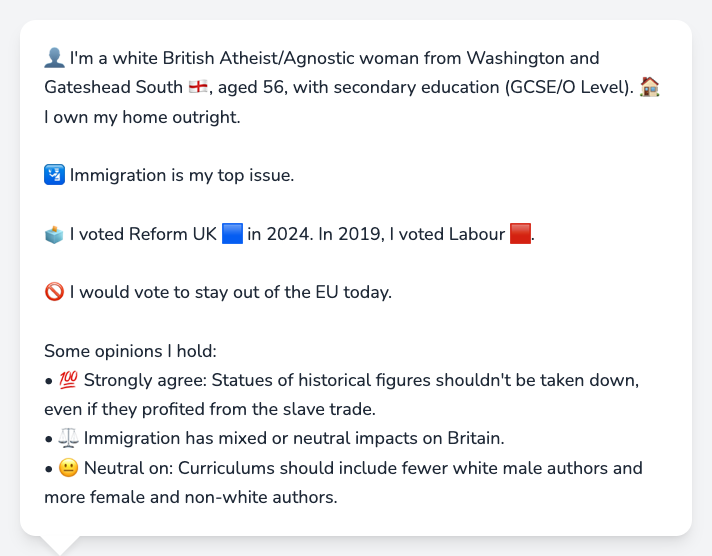 👤 I'm a white British Atheist/Agnostic woman from Washington and
Gateshead South 🏴󠁧󠁢󠁥󠁮󠁧󠁿, aged 56, with secondary education (GCSE/O Level). 🏠
I own my home outright.
🛂 Immigration is my top issue.
🗳️ I voted Reform UK 🟦 in 2024. In 2019, I voted Labour 🟥.
🚫 I would vote to stay out of the EU today.
Some opinions I hold:
• 💯 Strongly agree: Statues of historical figures shouldn't be taken down,
even if they profited from the slave trade.
• ⚖️ Immigration has mixed or neutral impacts on Britain.
• 😐 Neutral on: Curriculums should include fewer white male authors and
more female and non-white authors.